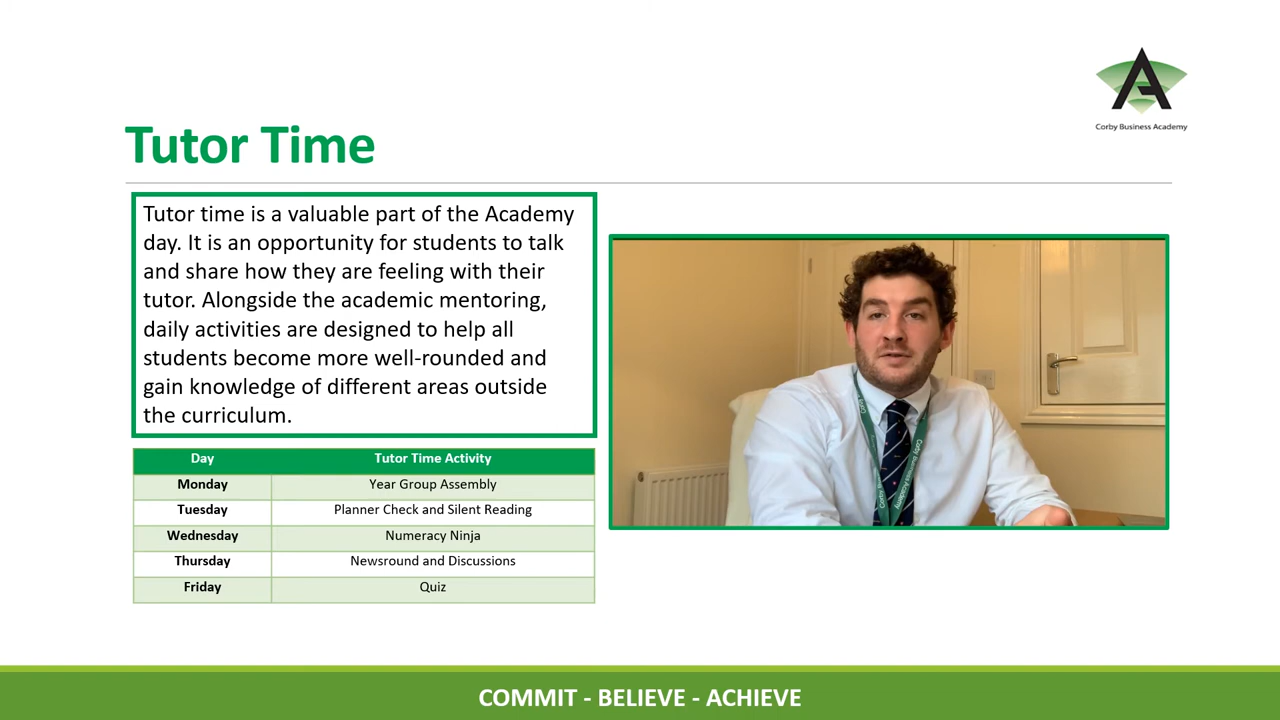 Corby Business Academy
Tutor Time
Tutor time is a valuable part of the Academy
day. It is an opportunity for students to talk
and share how they are feeling with their
tutor. Alongside the academic mentoring,
daily activities are designed to help all
students become more well-rounded and
gain knowledge of different areas outside
the curriculum.
Day Tutor Time Activity
Monday Year Group Assembly
Tuesday Planner Check and Silent Reading
Wednesday Numeracy Ninja
Thursday Newsround and Discussions
Friday Quiz
Corby Business Academy
COMMIT - BELIEVE - ACHIEVE